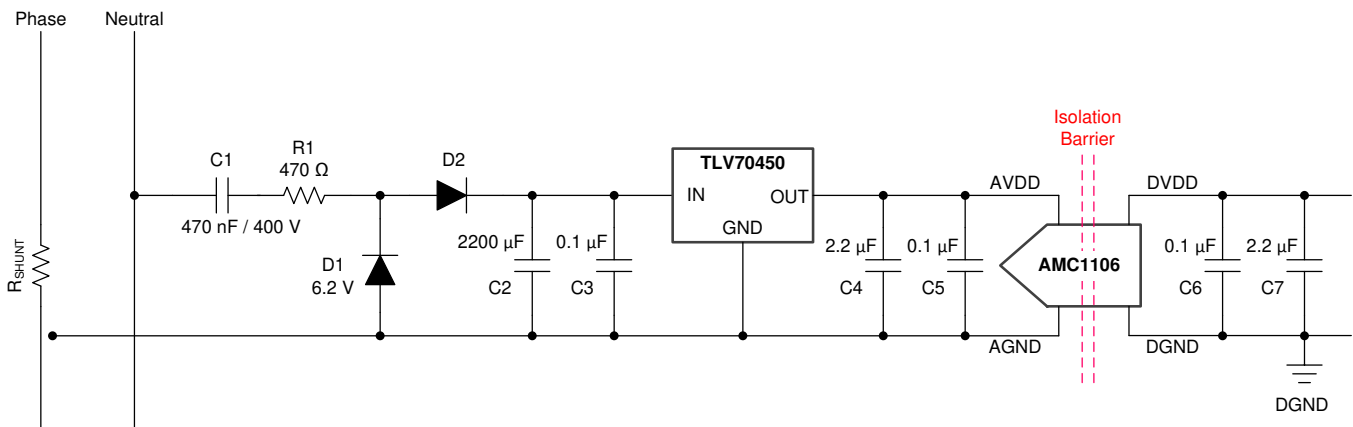 Phase
Neutral
R_SHUNT
C1
470 nF / 400 V
R1
470 Ω
D1
6.2 V
D2
2200 µF
C2
0.1 µF
C3
TLV70450
IN
OUT
GND
2.2 µF
C4
0.1 µF
C5
Isolation
Barrier
AVDD
DVDD
AMC1106
AGND
DGND
0.1 µF
C6
2.2 µF
C7
DGND